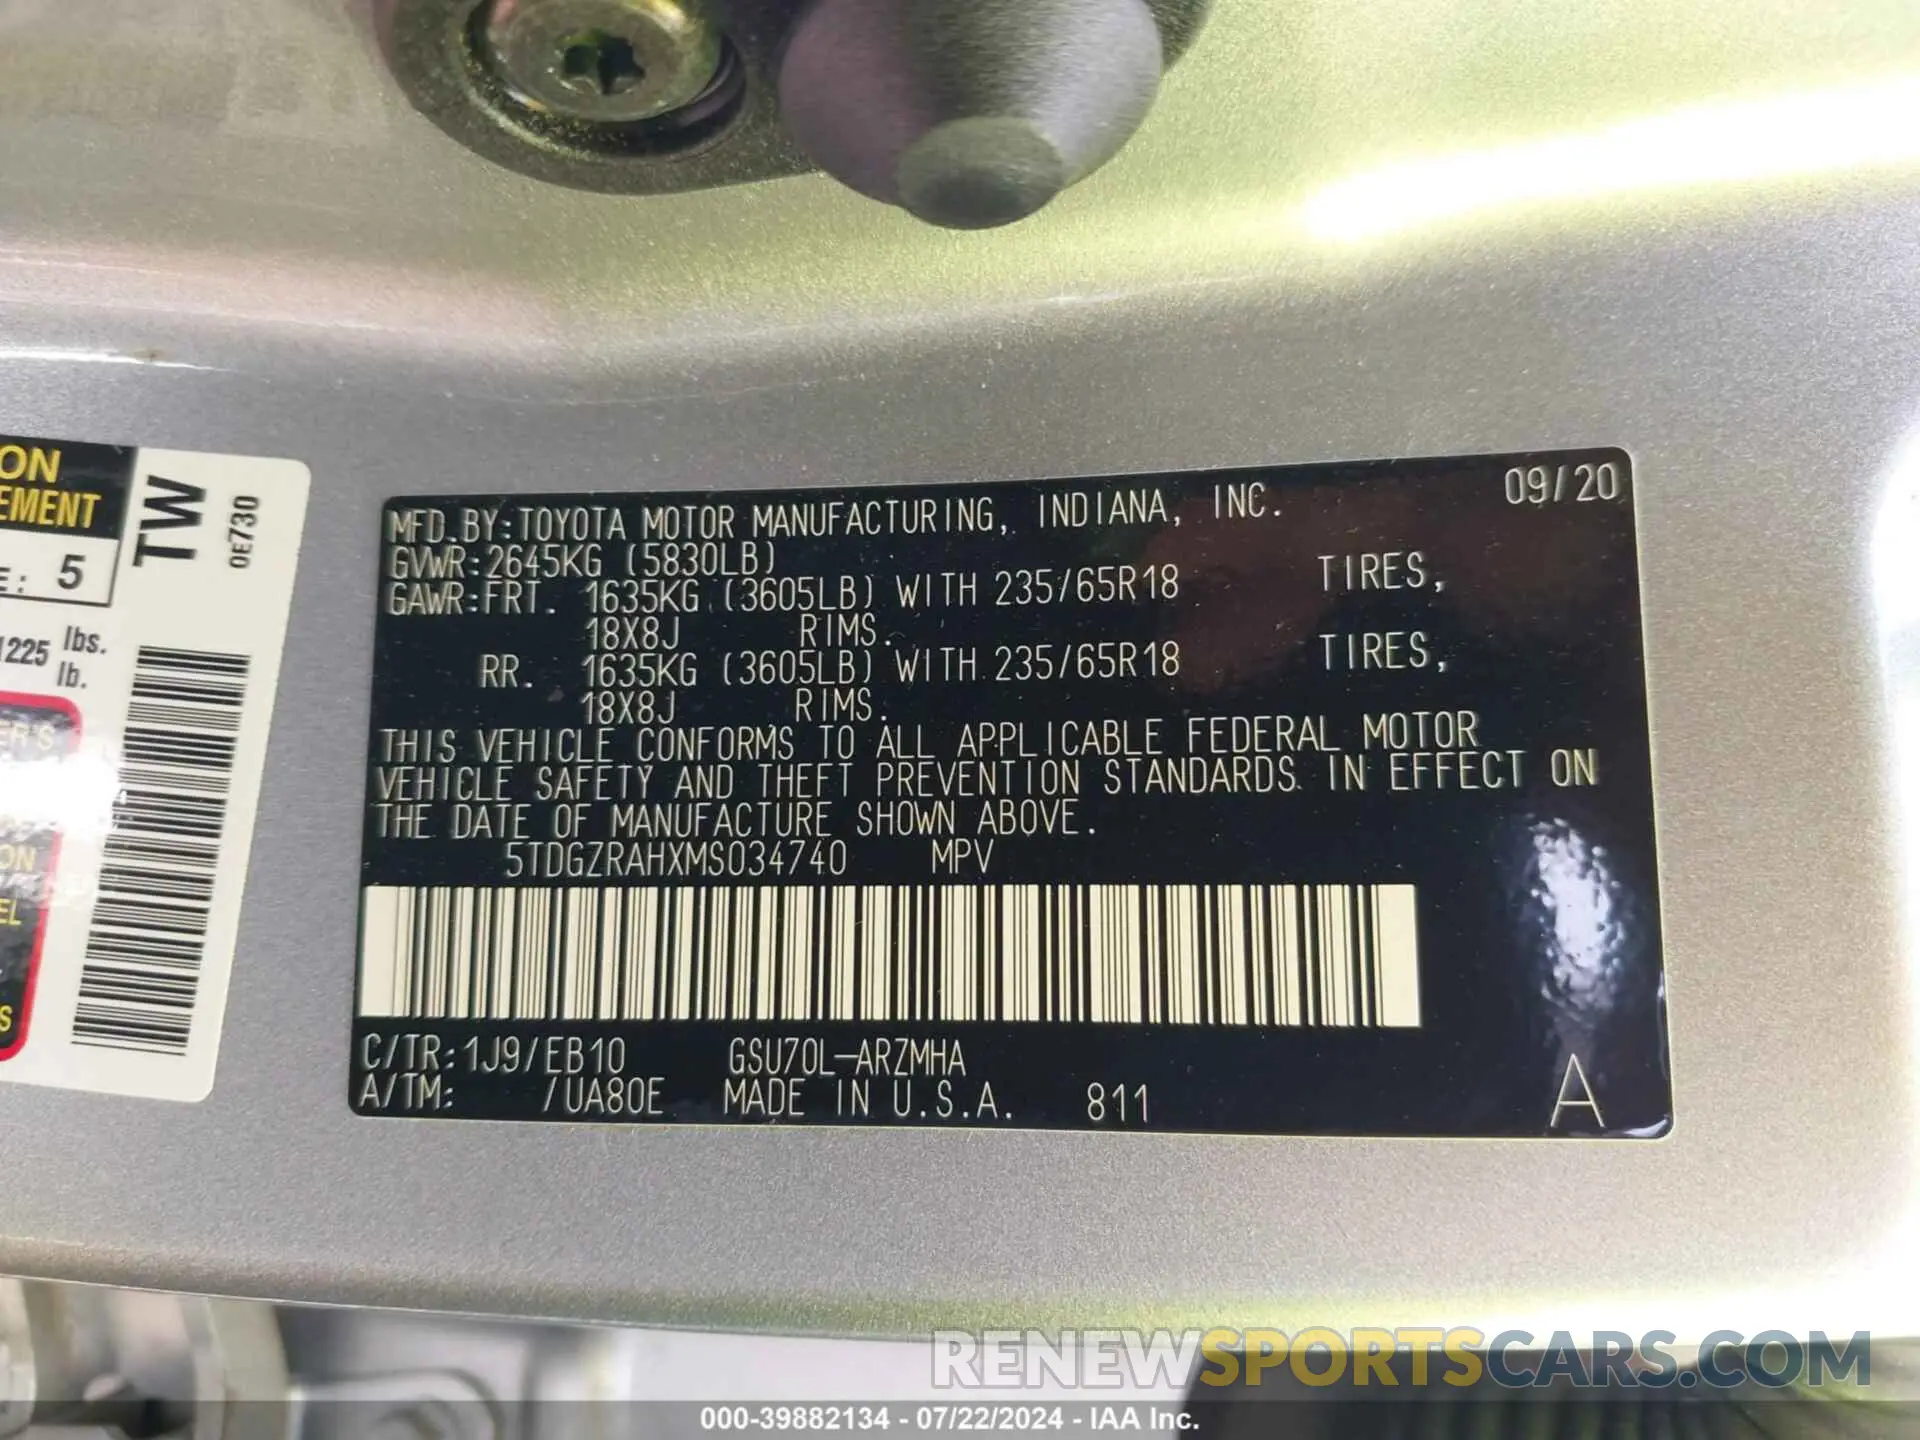 ON
EMENT
TW
0E730
E: 5
1225 lbs.
lb.
ER'S
ON
EL
S
09/20
MFD.BY:TOYOTA MOTOR MANUFACTURING, INDIANA, INC.
GVWR:2645KG (5830LB)
GAWR:FRT. 1635KG (3605LB) WITH 235/65R18 TIRES,
18X8J RIMS.
RR. 1635KG (3605LB) WITH 235/65R18 TIRES,
18X8J RIMS.
THIS VEHICLE CONFORMS TO ALL APPLICABLE FEDERAL MOTOR
VEHICLE SAFETY AND THEFT PREVENTION STANDARDS IN EFFECT ON
THE DATE OF MANUFACTURE SHOWN ABOVE.
5TDGZRAHXMS034740 MPV
C/TR:1J9/EB10 GSU70L-ARZMHA
A/TM: /UA80E MADE IN U.S.A. 811 A
RENEWSPORTSCARS.COM
000-39882134 - 07/22/2024 - IAA Inc.